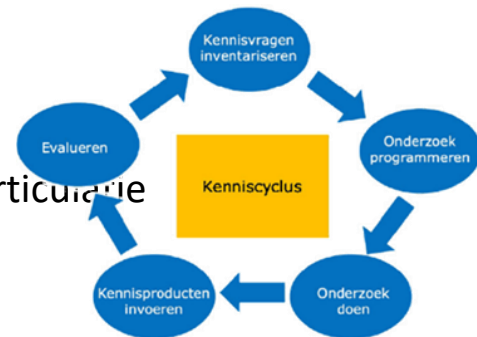 Kennisvragen
inventariseren
Onderzoek
programmeren
Evalueren
Kenniscyclus
Kennisproducten
invoeren
Onderzoek
doen